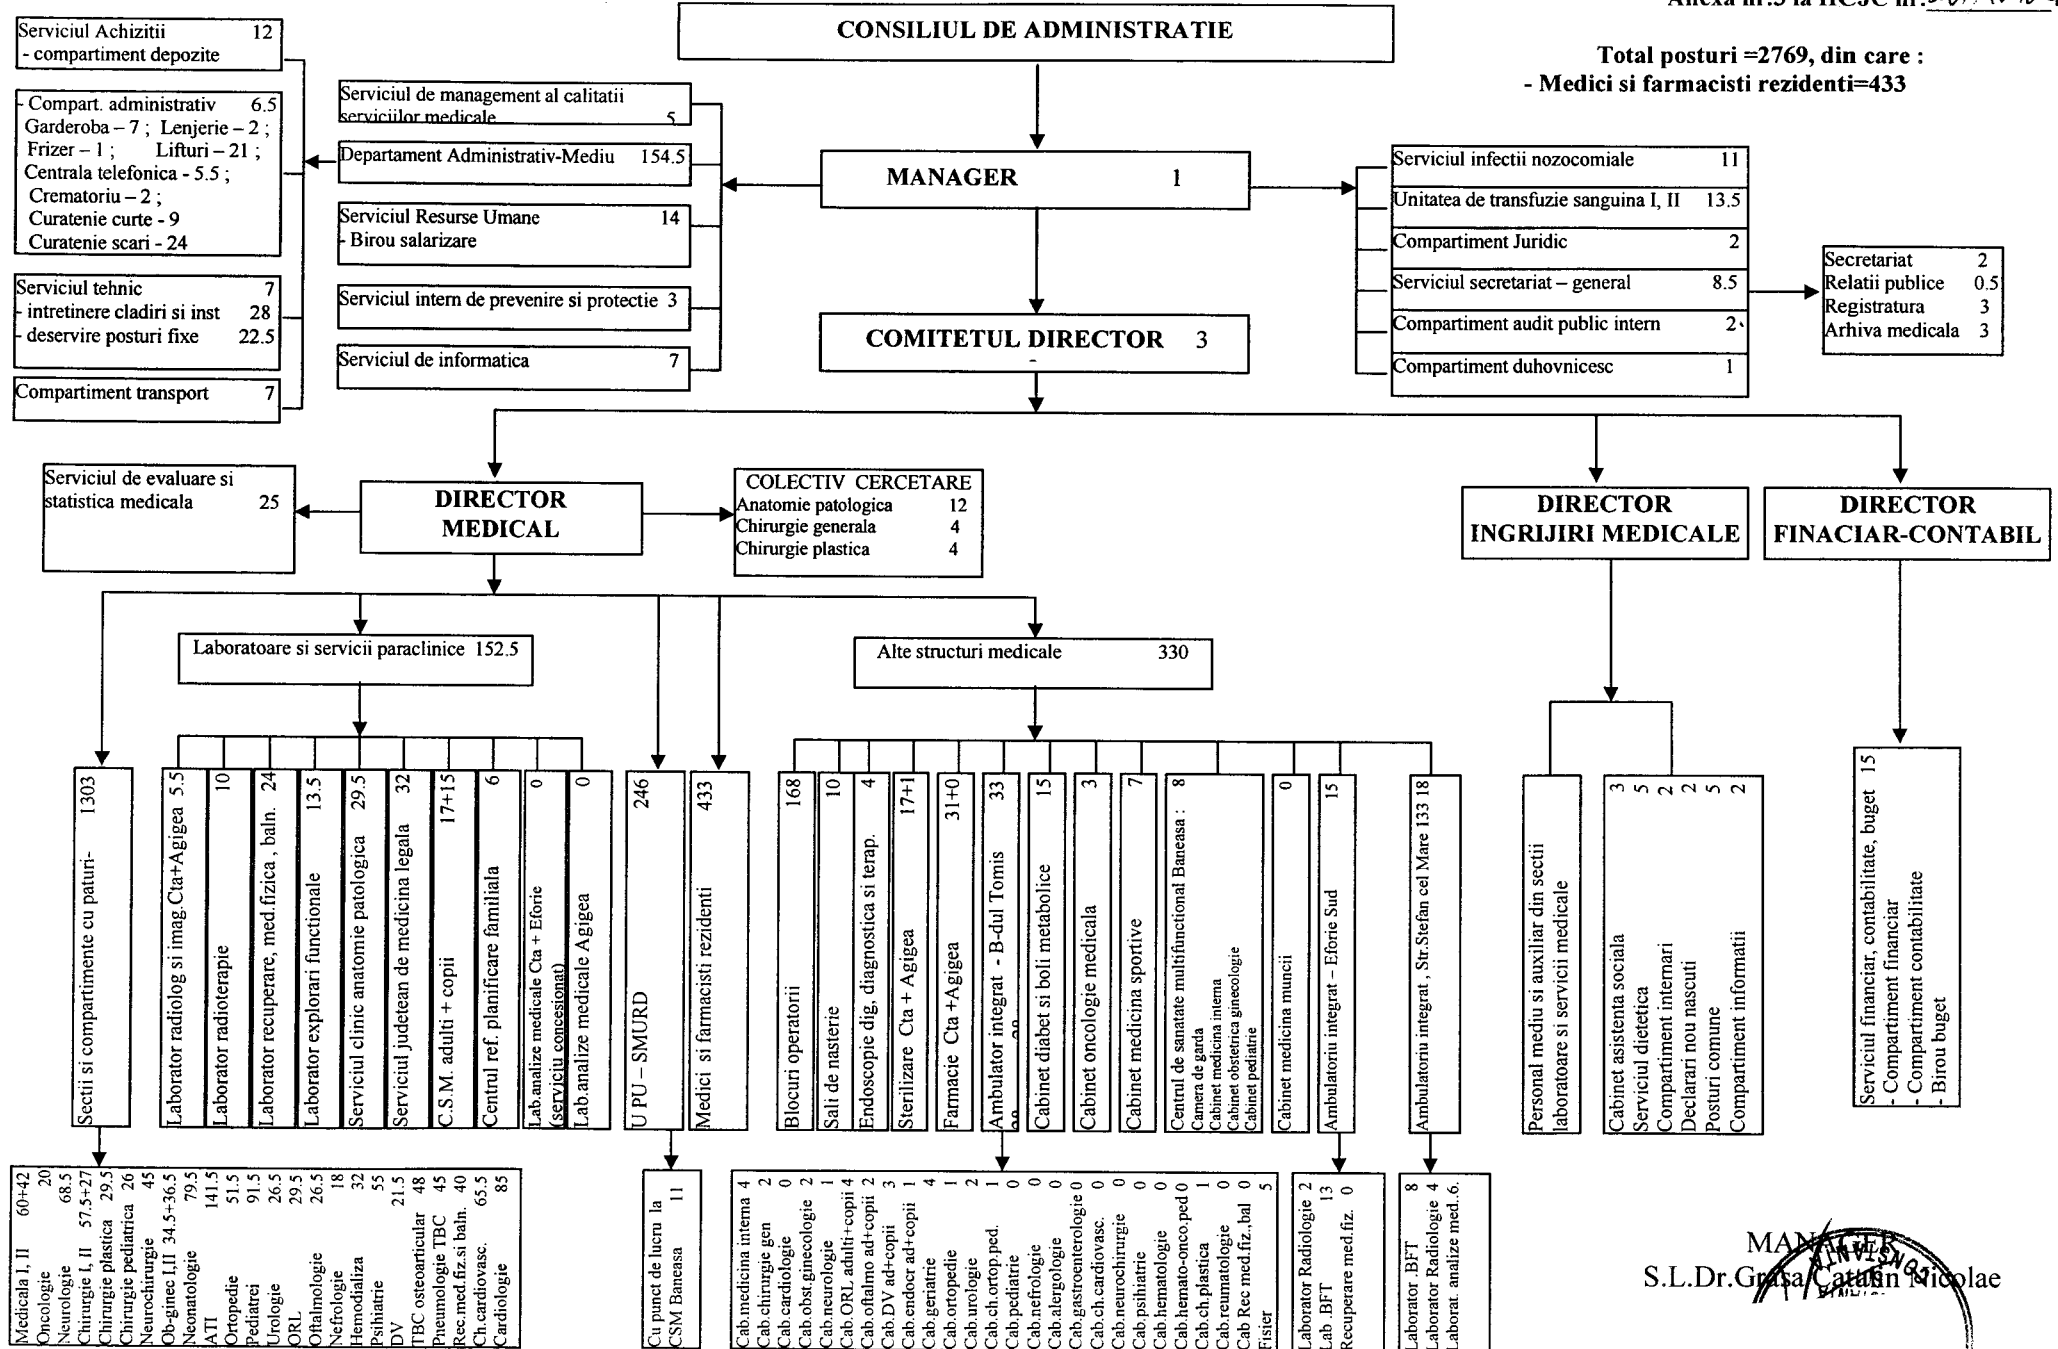 Anexa nr.3 la HCJC nr.
Total posturi =2769, din care :
- Medici si farmacisti rezidenti=433
CONSILIUL DE ADMINISTRATIE
Serviciul Achizitii 12
- compartiment depozite
- Compart. administrativ 6.5
Garderoba – 7 ; Lenjerie – 2 ;
Frizer – 1 ; Lifturi – 21 ;
Centrala telefonica - 5.5 ;
Crematoriu – 2 ;
Curatenie curte - 9
Curatenie scari - 24
Serviciul tehnic 7
- intretinere cladiri si inst 28
- deservire posturi fixe 22.5
Compartiment transport 7
Serviciul de management al calitatii
serviciilor medicale 5
Departament Administrativ-Mediu 154.5
Serviciul Resurse Umane 14
- Birou salarizare
Serviciul intern de prevenire si protectie 3
Serviciul de informatica 7
MANAGER 1
COMITETUL DIRECTOR 3
-
Serviciul infectii nozocomiale 11
Unitatea de transfuzie sanguina I, II 13.5
Compartiment Juridic 2
Serviciul secretariat – general 8.5
Compartiment audit public intern 2
Compartiment duhovnicesc 1
Secretariat 2
Relatii publice 0.5
Registratura 3
Arhiva medicala 3
Serviciul de evaluare si
statistica medicala 25
DIRECTOR
MEDICAL
COLECTIV CERCETARE
Anatomie patologica 12
Chirurgie generala 4
Chirurgie plastica 4
DIRECTOR
INGRIJIRI MEDICALE
DIRECTOR
FINACIAR-CONTABIL
Laboratoare si servicii paraclinice 152.5
Alte structuri medicale 330
Sectii si compartimente cu paturi- 1303
Laborator radiolog si imag.Cta+Agigea 5.5
Laborator radioterapie 10
Laborator recuperare, med.fizica , baln. 24
Laborator explorari functionale 13.5
Serviciul clinic anatomie patologica 29.5
Serviciul judetean de medicina legala 32
C.S.M. adulti + copii 17+15
Centrul ref. planificare familiala 6
Lab.analize medicale Cta + Eforie 0
(serviciu concesionat)
Lab.analize medicale Agigea 0
U PU – SMURD 246
Medici si farmacisti rezidenti 433
Blocuri operatorii 168
Sali de nasterie 10
Endoscopie dig, diagnostica si terap. 4
Sterilizare Cta + Agigea 17+1
Farmacie Cta +Agigea 31+0
Ambulator integrat - B-dul Tomis 33
Cabinet diabet si boli metabolice 15
Cabinet oncologie medicala 3
Cabinet medicina sportive 7
Centrul de sanatate multifunctional Baneasa : 8
Camera de garda
Cabinet medicina interna
Cabinet obstetrica ginecologie
Cabinet pediatrie
Cabinet medicina muncii 0
Ambulatoriu integrat – Eforie Sud 15
Ambulatoriu integrat , Str.Stefan cel Mare 133 18
Personal mediu si auxiliar din sectii
laboratoare si servicii medicale
Cabinet asistenta sociala 3
Serviciul dietetica 5
Compartiment internari 2
Declarari nou nascuti 2
Posturi comune 5
Compartiment informatii 2
Serviciul financiar, contabilitate, buget 15
- Compartiment financiar
- Compartiment contabilitate
- Birou buget
Medicala I, II 60+42
Oncologie 20
Neurologie 68.5
Chirurgie I, II 57.5+27
Chirurgie plastica 29.5
Chirurgie pediatrica 26
Neurochirurgie 45
Ob-ginec I,II 34.5+36.5
Neonatologie 79.5
ATI 141.5
Ortopedie 51.5
Pediatrei 91.5
Urologie 26.5
ORL 29.5
Oftalmologie 26.5
Nefrologie 18
Hemodializa 32
Psihiatrie 55
DV 21.5
TBC osteoarticular 48
Pneumologie TBC 45
Rec.med.fiz.si baln. 40
Ch.cardiovasc. 65.5
Cardiologie 85
Cu punct de lucru la
CSM Baneasa 11
Cab.medicina interna 4
Cab.chirurgie gen 2
Cab.cardiologie 0
Cab.obst.ginecologie 2
Cab.neurologie 1
Cab.ORL adulti+copii 4
Cab.oftalmo ad+copii 2
Cab.DV ad+copii 3
Cab.endocr ad+copii 1
Cab.geriatrie 4
Cab.ortopedie 1
Cab.urologie 2
Cab.ch.ortop.ped. 1
Cab.pediatrie 0
Cab.nefrologie 0
Cab.alergologie 0
Cab.gastroenterologie 0
Cab.ch.cardiovasc. 0
Cab.neurochirurgie 0
Cab.psihiatrie 0
Cab.hematologie 0
Cab.hemato-onco.ped 0
Cab.ch.plastica 1
Cab.reumatologie 0
Cab Rec med.fiz.,bal 0
Fisier 5
Laborator Radiologie 2
Lab .BFT 13
Recuperare med.fiz. 0
Laborator .BFT 8
Laborator Radiologie 4
Laborat. analize med..6.
MANAGER
S.L.Dr.Grasa Catalin Nicolae